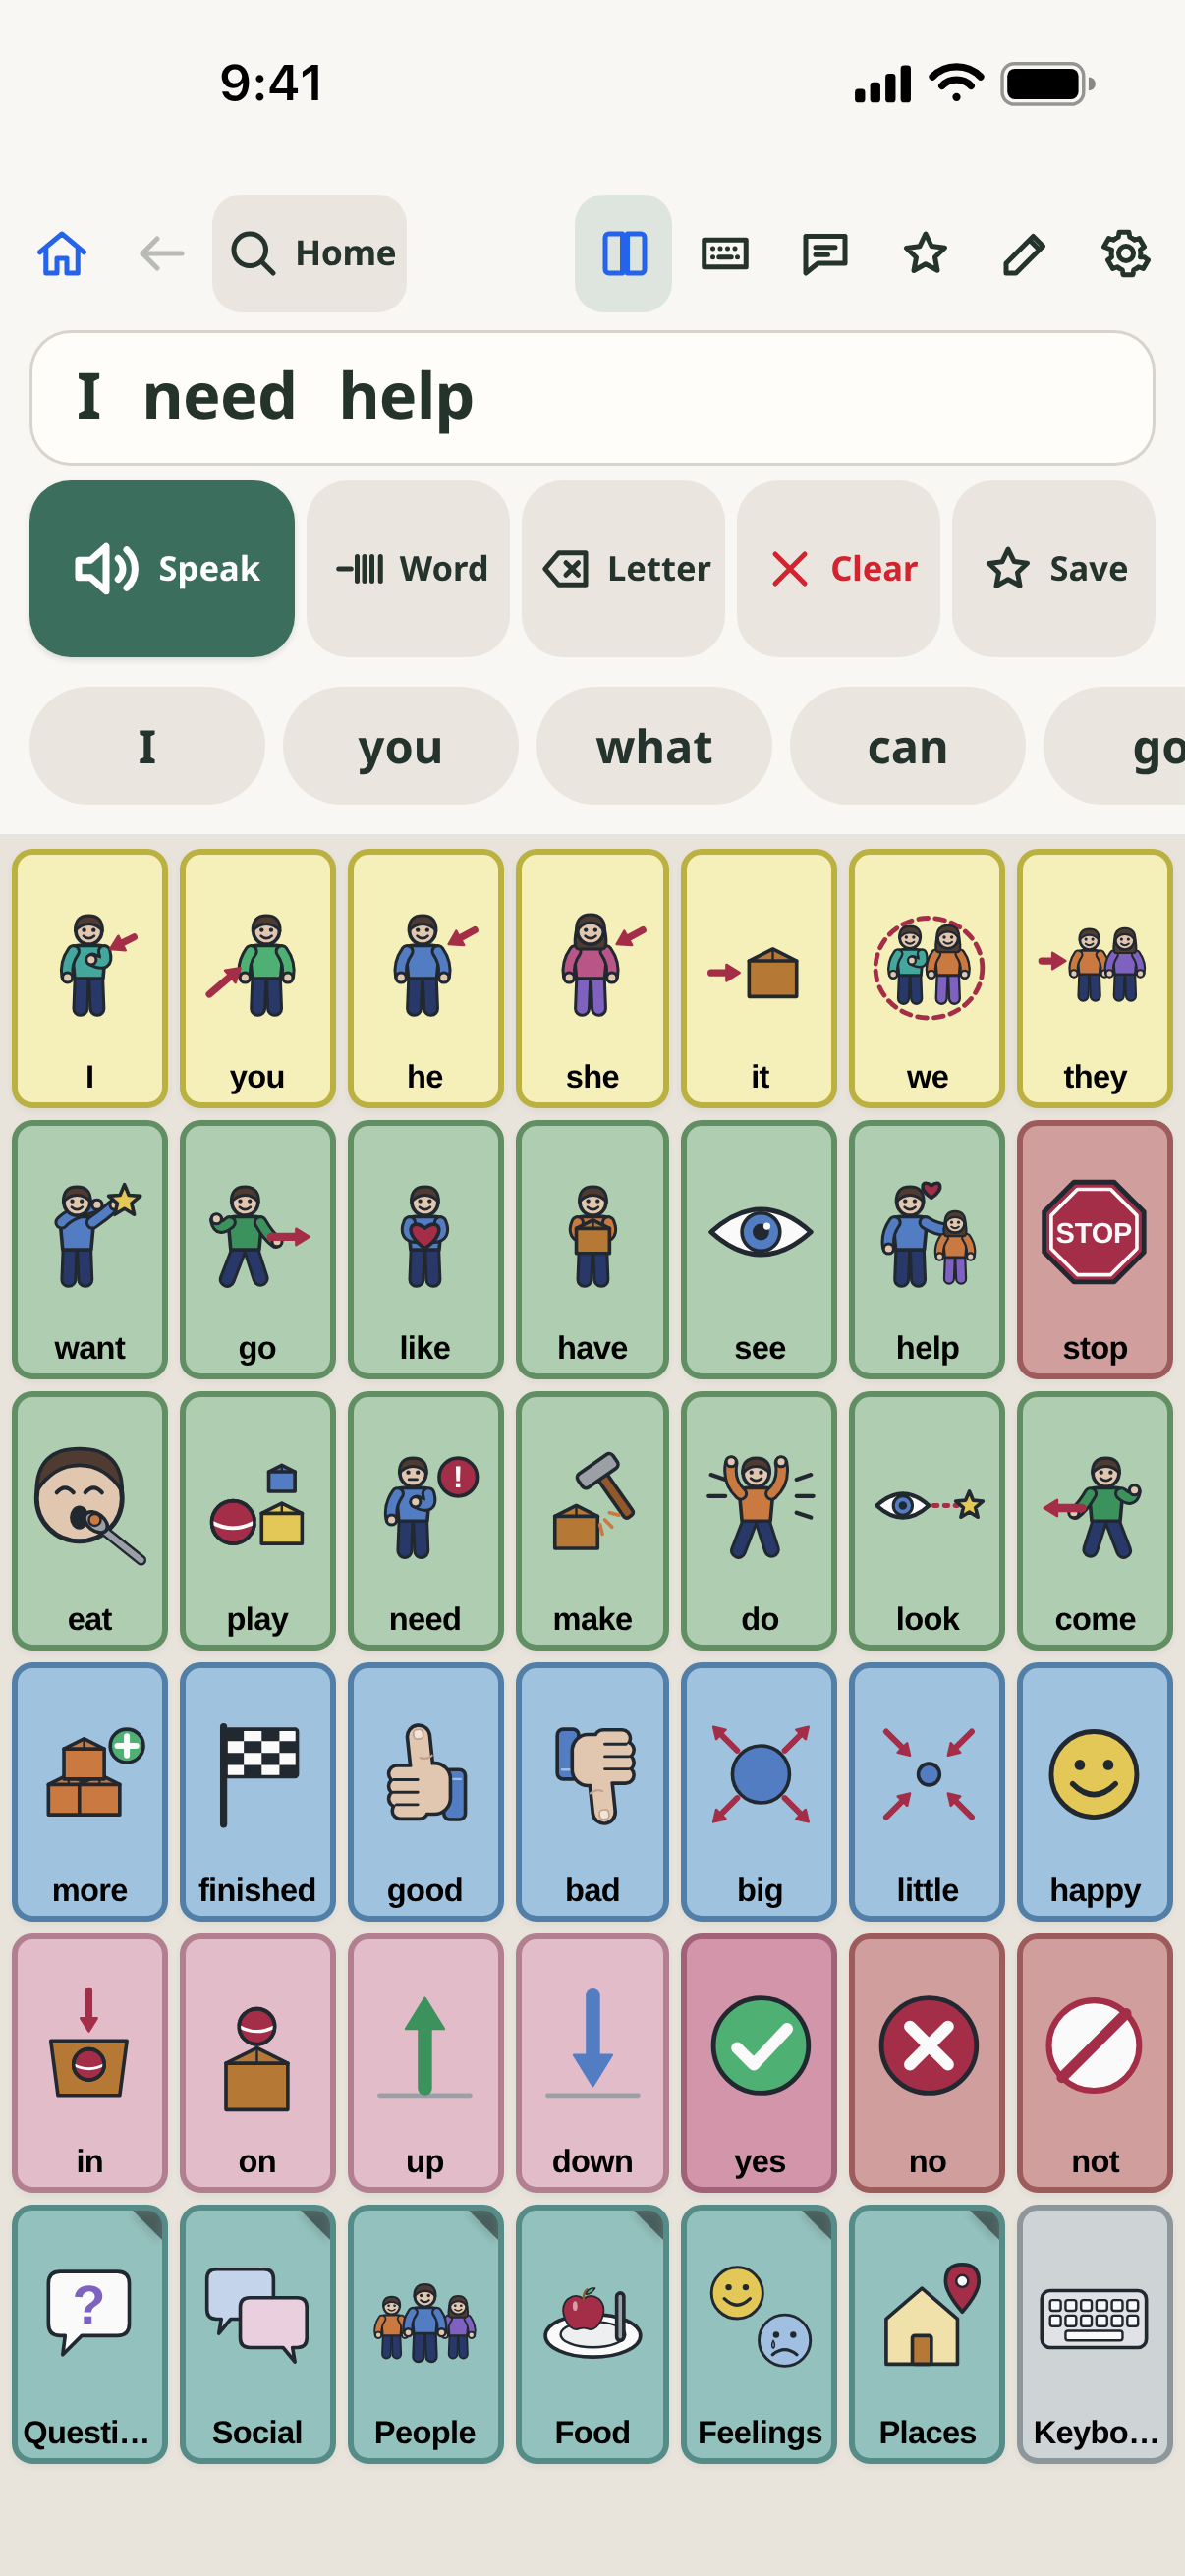 9:41
Home
I need help
Speak Word Letter Clear Save
I you what can go
I you he she it we they
STOP
want go like have see help stop
!
eat play need make do look come
more finished good bad big little happy
in on up down yes no not
?
Questi... Social People Food Feelings Places Keybo...